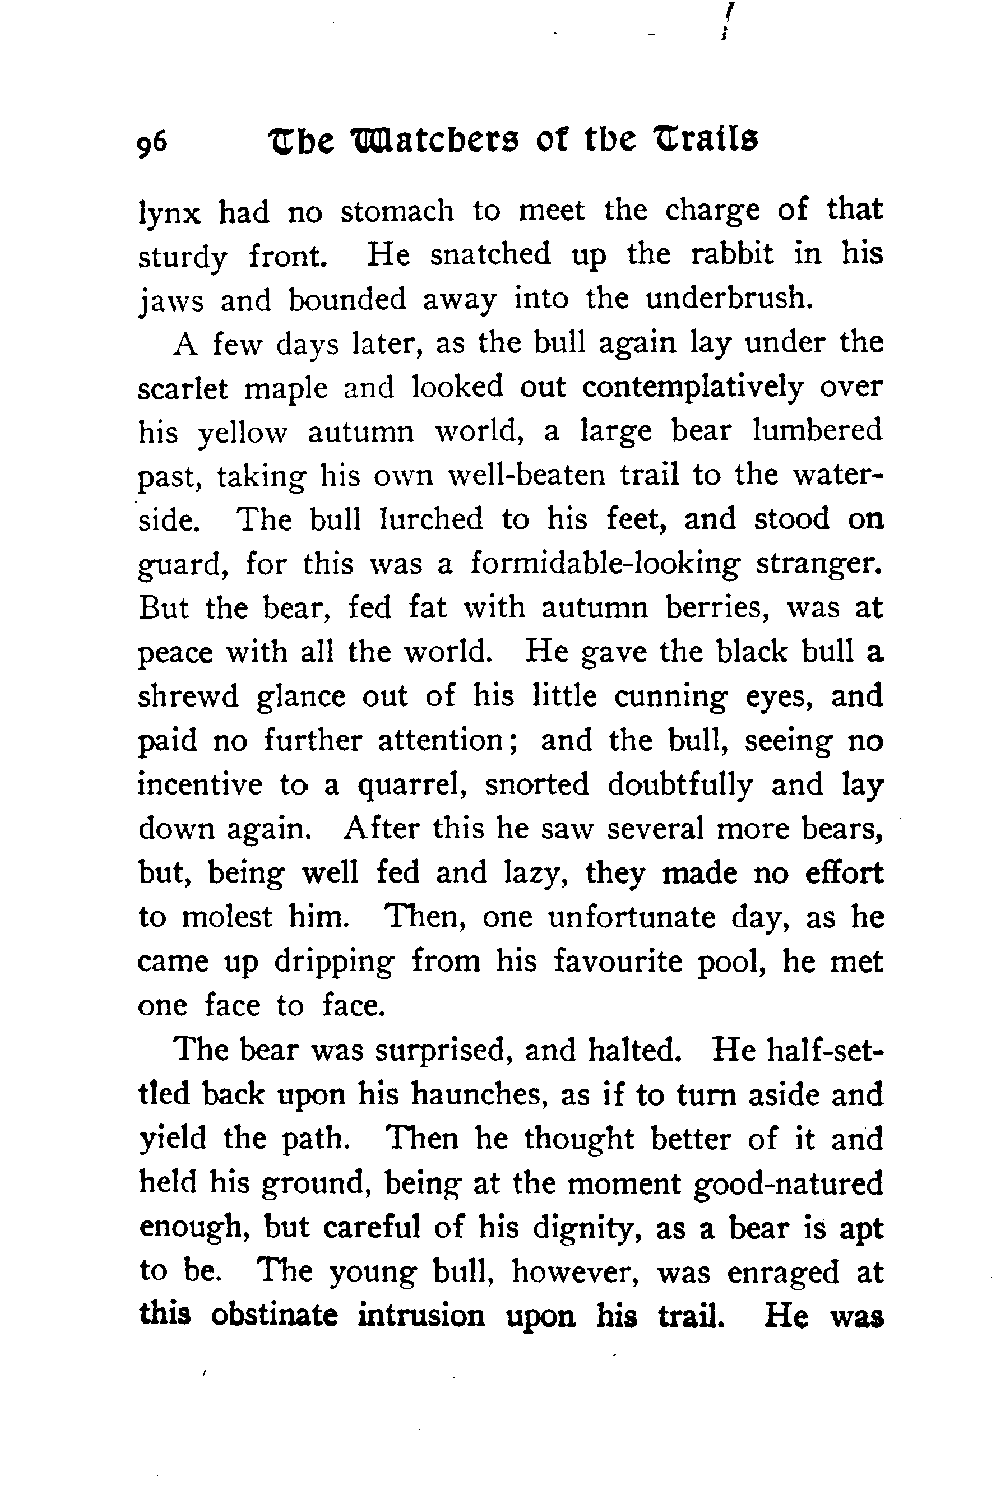 96 The Watchers of the Trails
lynx had no stomach to meet the charge of that
sturdy front. He snatched up the rabbit in his
jaws and bounded away into the underbrush.
A few days later, as the bull again lay under the
scarlet maple and looked out contemplatively over
his yellow autumn world, a large bear lumbered
past, taking his own well-beaten trail to the water-
side. The bull lurched to his feet, and stood on
guard, for this was a formidable-looking stranger.
But the bear, fed fat with autumn berries, was at
peace with all the world. He gave the black bull a
shrewd glance out of his little cunning eyes, and
paid no further attention; and the bull, seeing no
incentive to a quarrel, snorted doubtfully and lay
down again. After this he saw several more bears,
but, being well fed and lazy, they made no effort
to molest him. Then, one unfortunate day, as he
came up dripping from his favourite pool, he met
one face to face.
The bear was surprised, and halted. He half-set-
tled back upon his haunches, as if to turn aside and
yield the path. Then he thought better of it and
held his ground, being at the moment good-natured
enough, but careful of his dignity, as a bear is apt
to be. The young bull, however, was enraged at
this obstinate intrusion upon his trail. He was